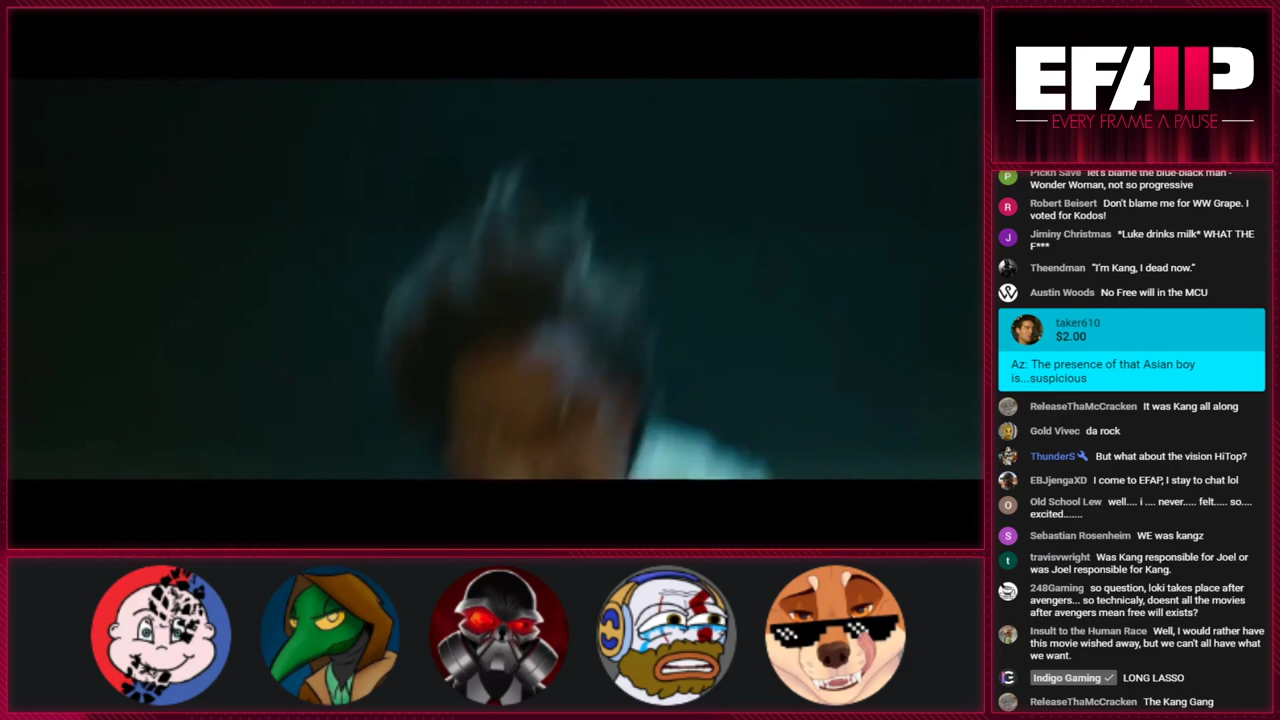 EFAP
EVERY FRAME A PAUSE
P Pickn Save let's blame the blue-black man -
Wonder Woman, not so progressive
R Robert Beisert Don't blame me for WW Grape. I
voted for Kodos!
J Jiminy Christmas *Luke drinks milk* WHAT THE
F***
Theendman “I'm Kang, I dead now.”
Austin Woods No Free will in the MCU
taker610
$2.00
Az: The presence of that Asian boy
is...suspicious
ReleaseThaMcCracken It was Kang all along
Gold Vivec da rock
ThunderS But what about the vision HiTop?
EBJjengaXD I come to EFAP, I stay to chat lol
O Old School Lew well.... i .... never..... felt..... so....
excited.......
S Sebastian Rosenheim WE was kangz
t travisvwright Was Kang responsible for Joel or
was Joel responsible for Kang.
248Gaming so question, loki takes place after
avengers... so technicaly, doesnt all the movies
after avengers mean free will exists?
Insult to the Human Race Well, I would rather have
this movie wished away, but we can't all have what
we want.
Indigo Gaming LONG LASSO
ReleaseThaMcCracken The Kang Gang